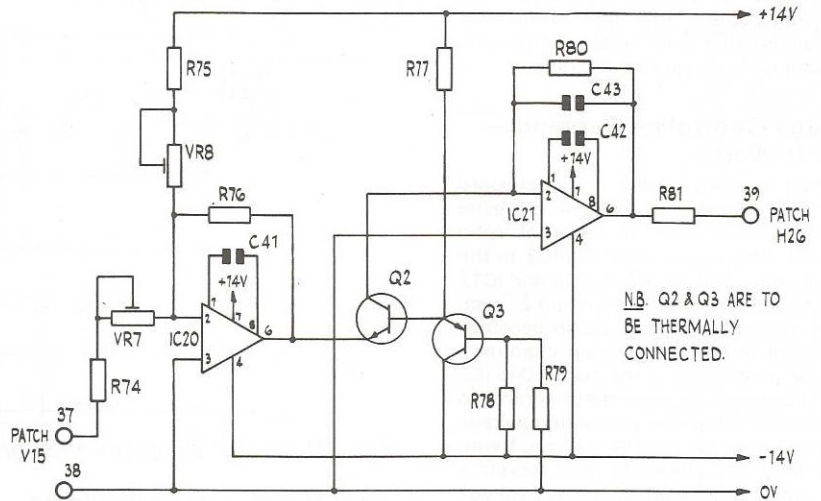 +14V
R75
R77
R80
C43
C42
+14V
VR8
1
7
8
2
IC21
6
R81
39
3
4
PATCH
H26
R76
C41
+14V
1
7
8
Q2
VR7
2
IC20
6
3
4
Q3
N.B. Q2 & Q3 ARE TO
BE THERMALLY
CONNECTED.
R74
R78
R79
37
PATCH
V15
-14V
38
0V